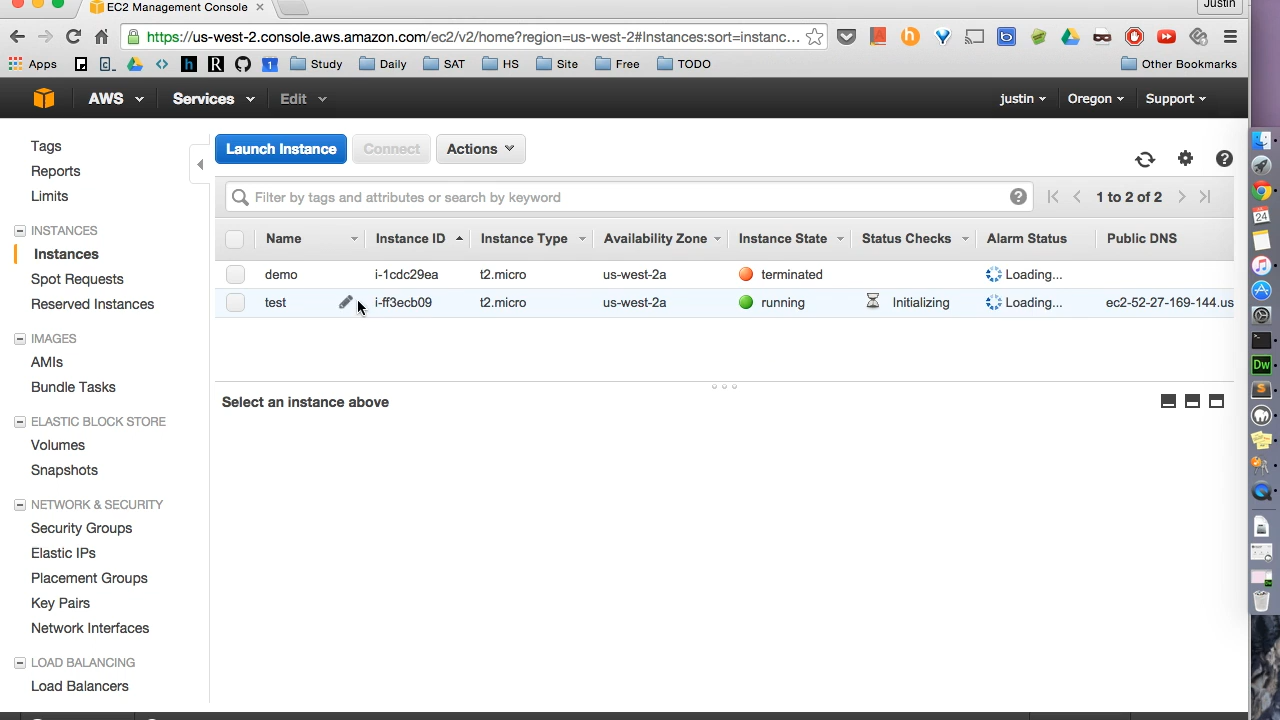 EC2 Management Console
Justin
https://us-west-2.console.aws.amazon.com/ec2/v2/home?region=us-west-2#Instances:sort=instanc...
Apps
Study
Daily
SAT
HS
Site
Free
TODO
Other Bookmarks
AWS
Services
Edit
justin
Oregon
Support
Tags
Reports
Limits
INSTANCES
Instances
Spot Requests
Reserved Instances
IMAGES
AMIs
Bundle Tasks
ELASTIC BLOCK STORE
Volumes
Snapshots
NETWORK & SECURITY
Security Groups
Elastic IPs
Placement Groups
Key Pairs
Network Interfaces
LOAD BALANCING
Load Balancers
Launch Instance Connect Actions
Filter by tags and attributes or search by keyword
1 to 2 of 2
Name Instance ID Instance Type Availability Zone Instance State Status Checks Alarm Status Public DNS
demo i-1cdc29ea t2.micro us-west-2a terminated Loading...
test i-ff3ecb09 t2.micro us-west-2a running Initializing Loading... ec2-52-27-169-144.us
Select an instance above
24
Dw